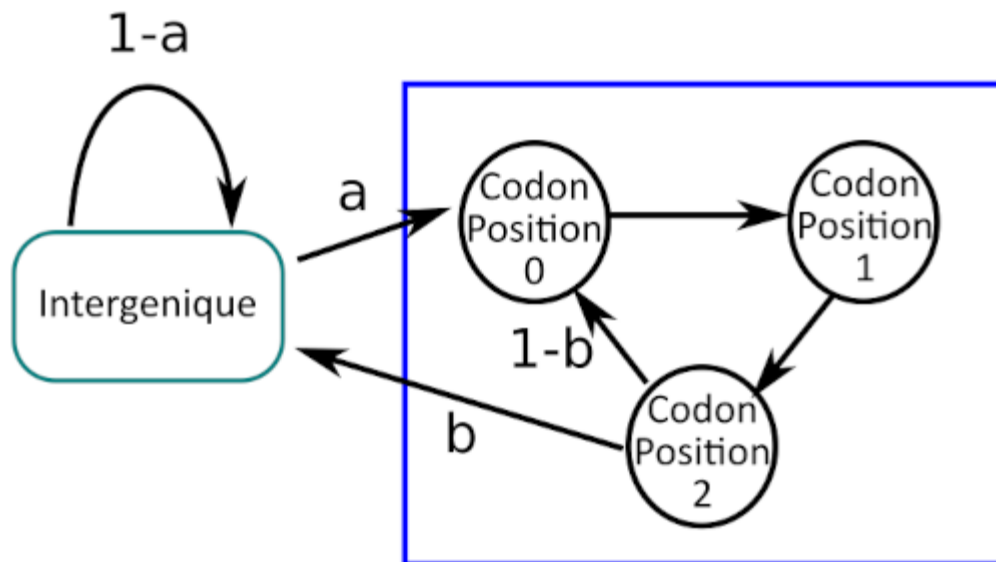 1-a
a
Intergenique
b
1-b
Codon
Position
0
Codon
Position
1
Codon
Position
2